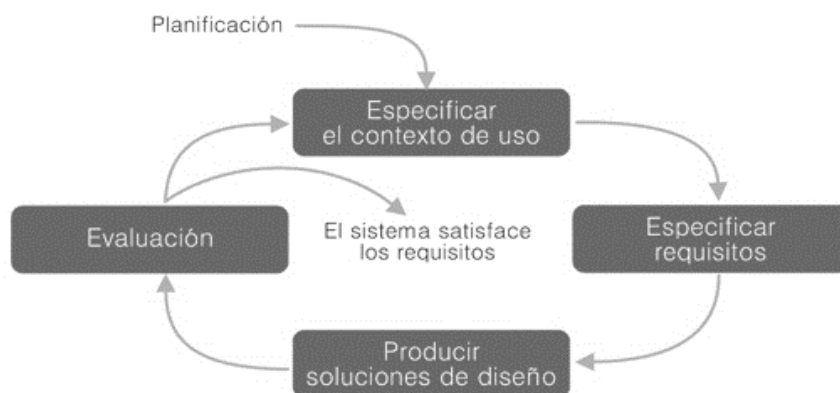 Planificación
Especificar
el contexto de uso
Evaluación
El sistema satisface
los requisitos
Especificar
requisitos
Producir
soluciones de diseño